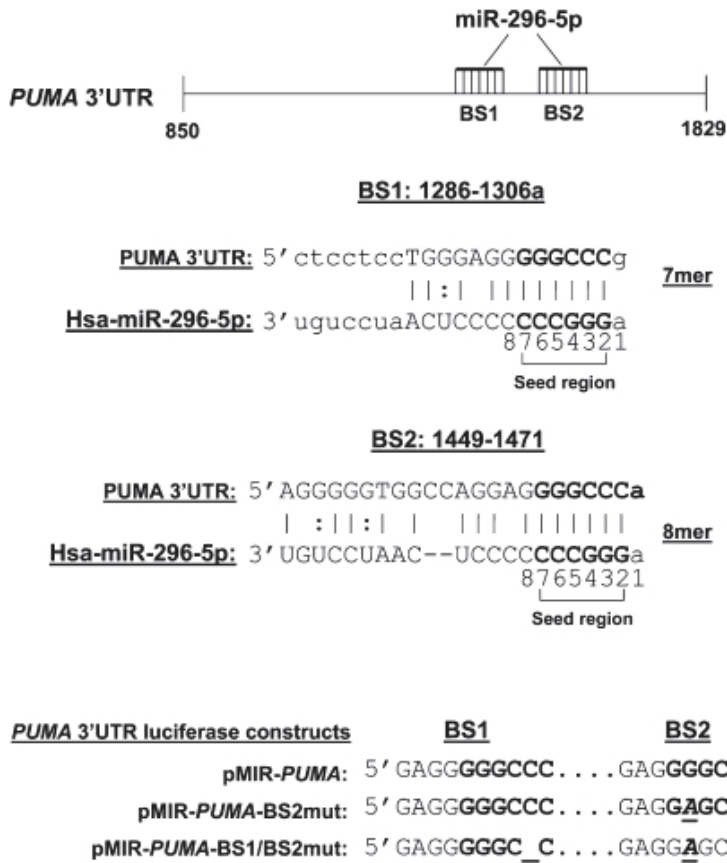 miR-296-5p
PUMA 3'UTR
BS1 BS2
850 1829
BS1: 1286-1306a
PUMA 3'UTR: 5'ctcctccTGGGAGGGGGCCCg
7mer
Hsa-miR-296-5p: 3'uguccuaACUCCCCCCCGGGa
87654321
Seed region
BS2: 1449-1471
PUMA 3'UTR: 5'AGGGGGTGGCCAGGAGGGGCCCa
8mer
Hsa-miR-296-5p: 3'UGUCCUAAC--UCCCCCCCGGGa
87654321
Seed region
PUMA 3'UTR luciferase constructs BS1 BS2
pMIR-PUMA: 5'GAGGGGGCCC....GAGGGGC
pMIR-PUMA-BS2mut: 5'GAGGGGGCCC....GAGGAGC
pMIR-PUMA-BS1/BS2mut: 5'GAGGGGGC_C....GAGGAGC